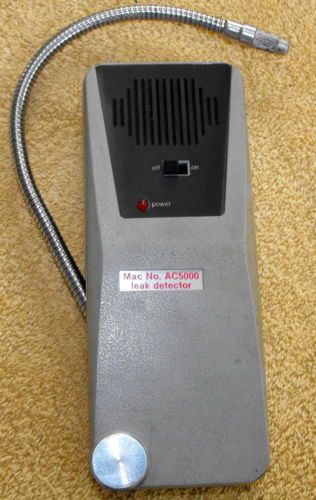 off on
power
Mac No. AC5000
leak detector